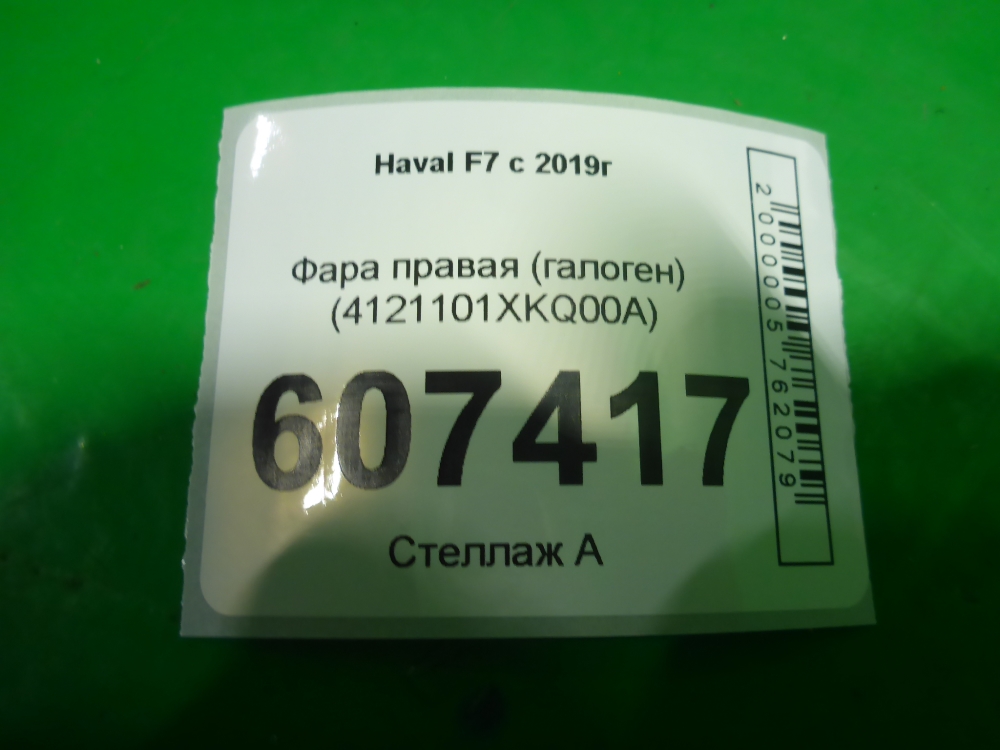 Haval F7 с 2019г
Фара правая (галоген)
(4121101XKQ00A)
607417
Стеллаж А
2000005762079